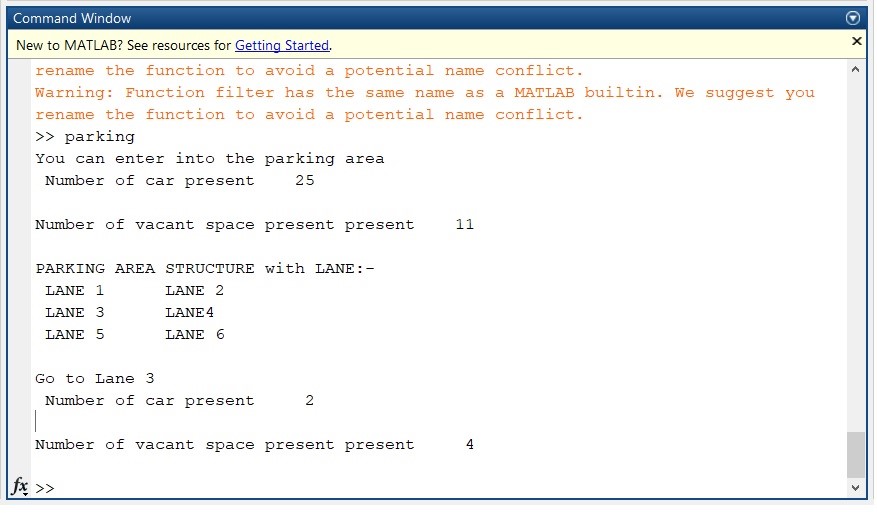 Command Window
New to MATLAB? See resources for Getting Started.
rename the function to avoid a potential name conflict.
Warning: Function filter has the same name as a MATLAB builtin. We suggest you
rename the function to avoid a potential name conflict.
>> parking
You can enter into the parking area
Number of car present 25
Number of vacant space present present 11
PARKING AREA STRUCTURE with LANE:-
LANE 1 LANE 2
LANE 3 LANE4
LANE 5 LANE 6
Go to Lane 3
Number of car present 2
Number of vacant space present present 4
fx >>